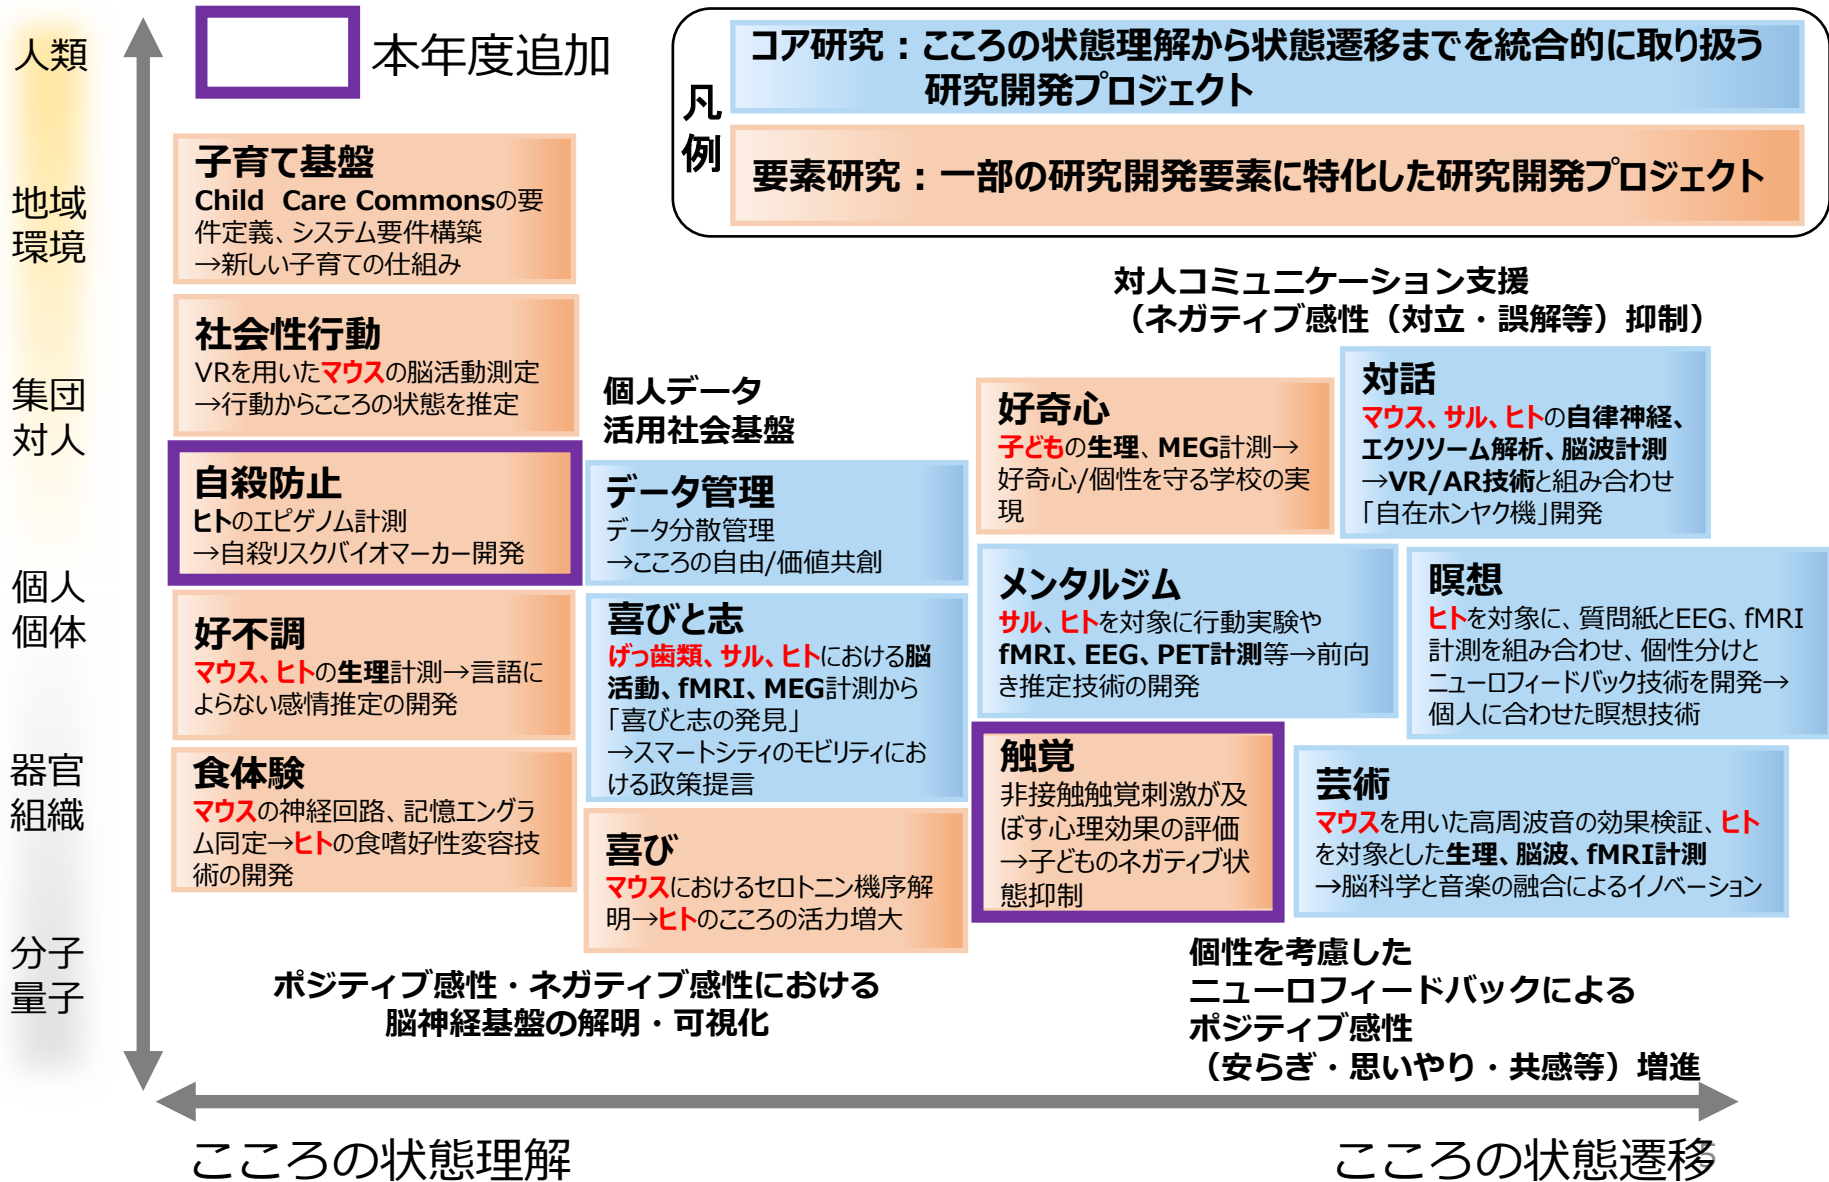 本年度追加
凡例
コア研究：こころの状態理解から状態遷移までを統合的に取り扱う
研究開発プロジェクト
要素研究：一部の研究開発要素に特化した研究開発プロジェクト
人類
地域
環境
集団
対人
個人
個体
器官
組織
分子
量子
子育て基盤
Child Care Commonsの要
件定義、システム要件構築
→新しい子育ての仕組み
社会性行動
VRを用いたマウスの脳活動測定
→行動からこころの状態を推定
自殺防止
ヒトのエピゲノム計測
→自殺リスクバイオマーカー開発
好不調
マウス、ヒトの生理計測→言語に
よらない感情推定の開発
食体験
マウスの神経回路、記憶エングラ
ム同定→ヒトの食嗜好性変容技
術の開発
個人データ
活用社会基盤
データ管理
データ分散管理
→こころの自由/価値共創
喜びと志
げっ歯類、サル、ヒトにおける脳
活動、fMRI、MEG計測から
「喜びと志の発見」
→スマートシティのモビリティにお
ける政策提言
喜び
マウスにおけるセロトニン機序解
明→ヒトのこころの活力増大
ポジティブ感性・ネガティブ感性における
脳神経基盤の解明・可視化
対人コミュニケーション支援
（ネガティブ感性（対立・誤解等）抑制）
好奇心
子どもの生理、MEG計測→
好奇心/個性を守る学校の実
現
対話
マウス、サル、ヒトの自律神経、
エクソソーム解析、脳波計測
→VR/AR技術と組み合わせ
「自在ホンヤク機」開発
メンタルジム
サル、ヒトを対象に行動実験や
fMRI、EEG、PET計測等→前向
き推定技術の開発
瞑想
ヒトを対象に、質問紙とEEG、fMRI
計測を組み合わせ、個性分けと
ニューロフィードバック技術を開発→
個人に合わせた瞑想技術
触覚
非接触触覚刺激が及
ぼす心理効果の評価
→子どものネガティブ状
態抑制
芸術
マウスを用いた高周波音の効果検証、ヒト
を対象とした生理、脳波、fMRI計測
→脳科学と音楽の融合によるイノベーション
個性を考慮した
ニューロフィードバックによる
ポジティブ感性
（安らぎ・思いやり・共感等）増進
こころの状態理解
こころの状態遷移
5